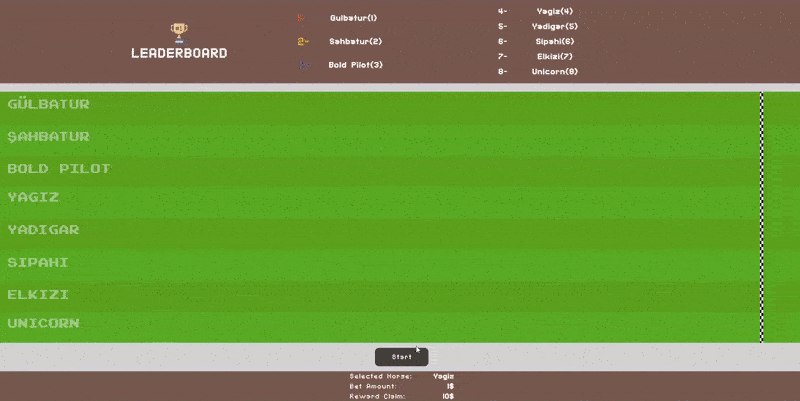 LEADERBOARD
Gulbatur(1)
2- Sahbatur(2)
Bold Pilot(3)
4- Yagiz(4)
5- Yadigar(5)
6- Sipahi(6)
7- Elkizi(7)
8- Unicorn(8)
GÜLBATUR
ŞAHBATUR
BOLD PILOT
YAGIZ
YADIGAR
SIPAHI
ELKIZI
UNICORN
Start
Selected Horse: Yagiz
Bet Amount: 1$
Reward Claim: 10$